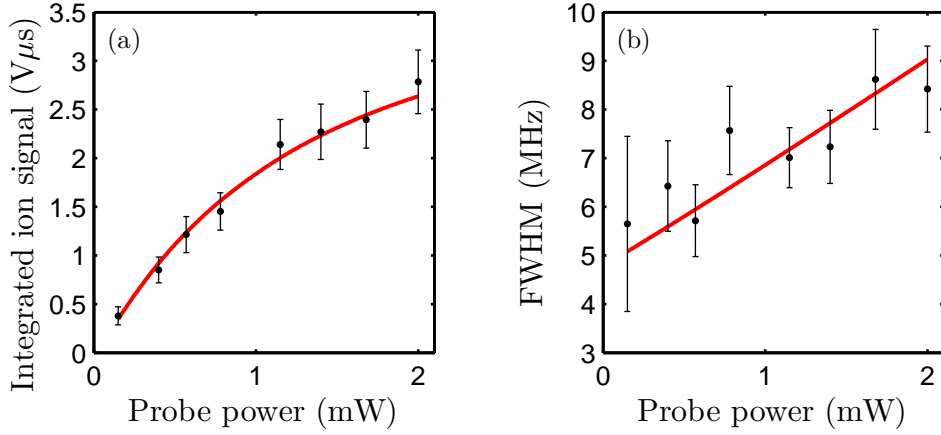 Integrated ion signal (Vμs)
3.5
3
2.5
2
1.5
1
0.5
0
(a)
0 1 2
Probe power (mW)
FWHM (MHz)
10
9
8
7
6
5
4
3
(b)
0 1 2
Probe power (mW)